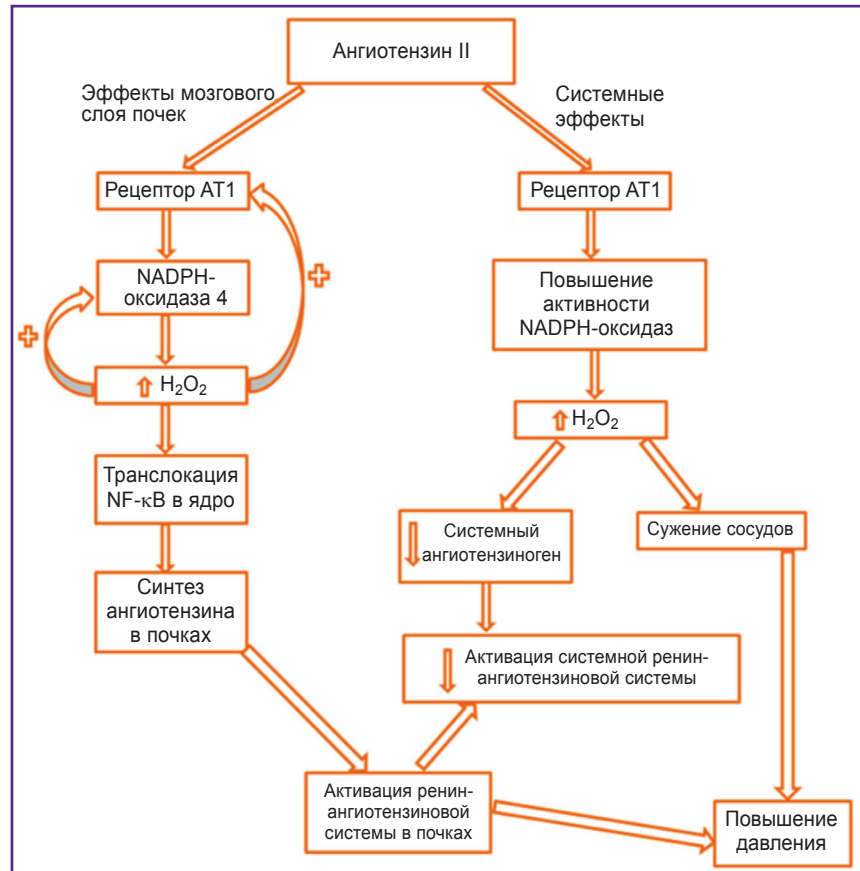 Ангиотензин II
Эффекты мозгового
слоя почек
Системные
эффекты
Рецептор АТ1
Рецептор АТ1
NADPH-
оксидаза 4
Повышение
активности
NADPH-оксидаз
+
+
H₂O₂
H₂O₂
Транслокация
NF-κB в ядро
Системный
ангиотензиноген
Сужение сосудов
Синтез
ангиотензина
в почках
Активация системной ренин-
ангиотензиновой системы
Активация ренин-
ангиотензиновой
системы в почках
Повышение
давления